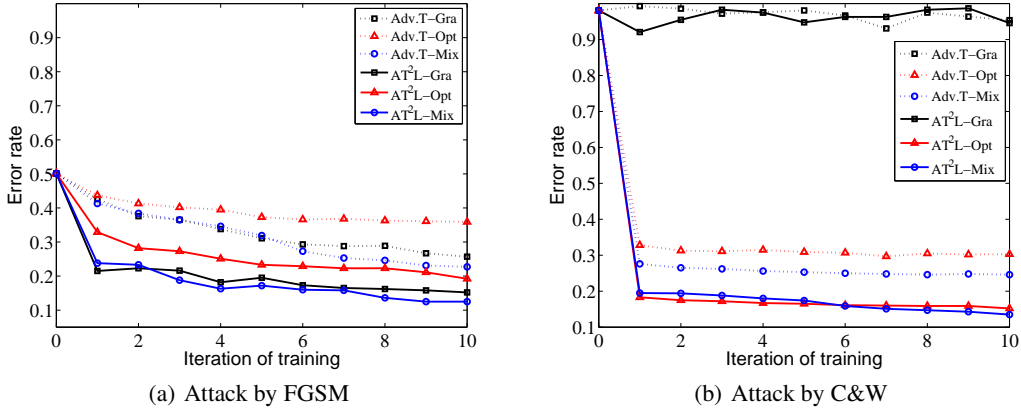 Error rate
0.9
0.8
0.7
0.6
0.5
0.4
0.3
0.2
0.1
0 2 4 6 8 10
Iteration of training
Adv.T−Gra
Adv.T−Opt
Adv.T−Mix
AT²L−Gra
AT²L−Opt
AT²L−Mix
(a) Attack by FGSM
Error rate
0.9
0.8
0.7
0.6
0.5
0.4
0.3
0.2
0.1
0 2 4 6 8 10
Iteration of training
Adv.T−Gra
Adv.T−Opt
Adv.T−Mix
AT²L−Gra
AT²L−Opt
AT²L−Mix
(b) Attack by C&W